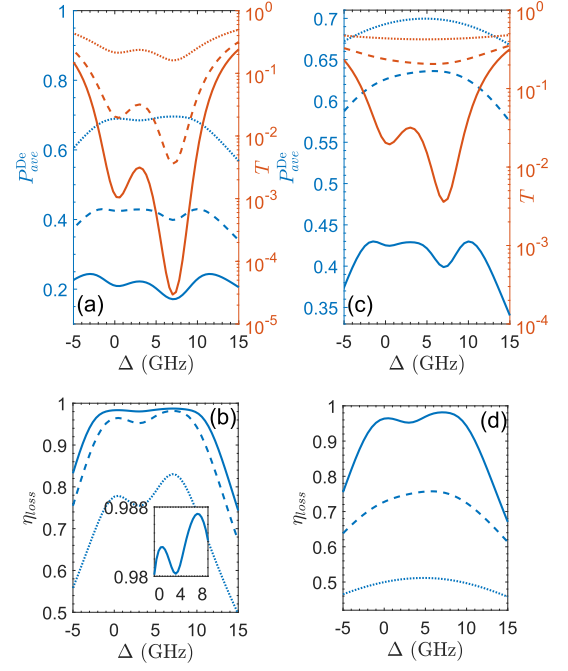 1
0.8
0.6
0.4
0.2
P_ave^De
10^0
10^-1
10^-2
10^-3
10^-4
10^-5
T
(a)
-5 0 5 10 15
Δ (GHz)
0.7
0.65
0.6
0.55
0.5
0.45
0.4
0.35
P_ave^De
10^0
10^-1
10^-2
10^-3
10^-4
T
(c)
-5 0 5 10 15
Δ (GHz)
1
0.9
0.8
0.7
0.6
0.5
η_loss
(b)
0.988
0.98
0 4 8
-5 0 5 10 15
Δ (GHz)
1
0.9
0.8
0.7
0.6
0.5
η_loss
(d)
-5 0 5 10 15
Δ (GHz)